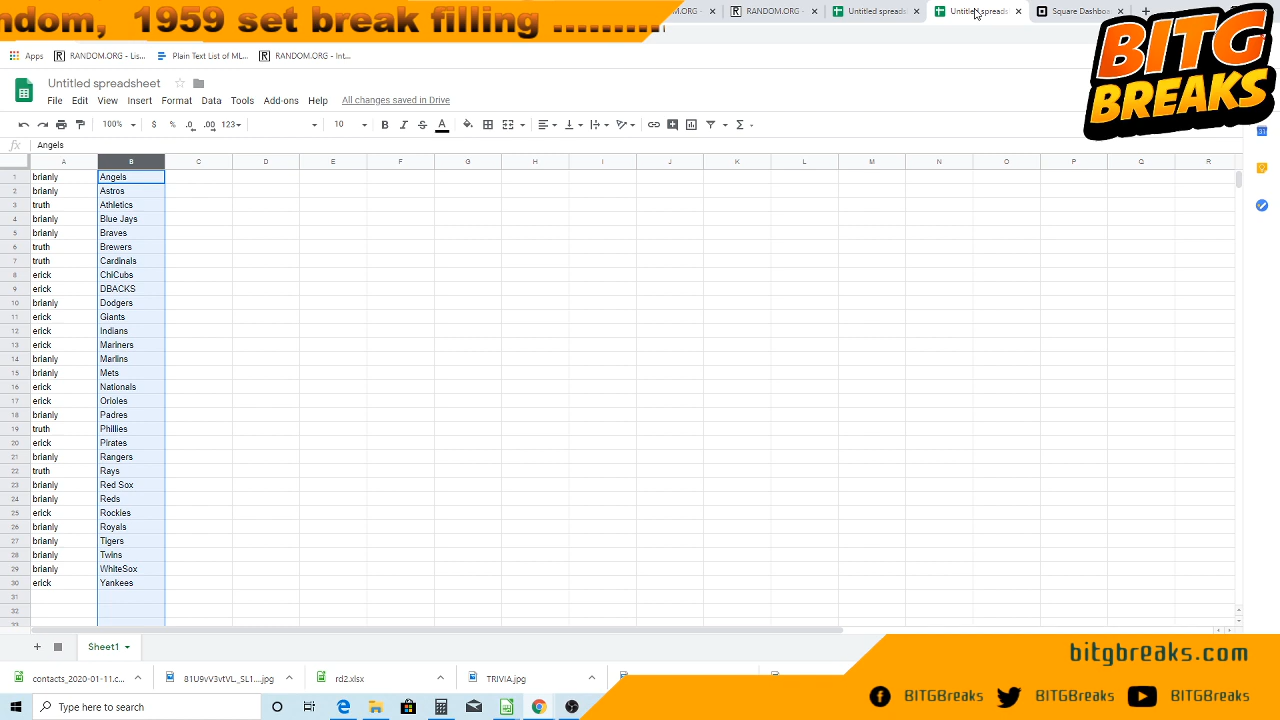 ndom, 1959 set break filling ..........
M.ORG -
RANDOM.ORG -
Untitled spreads
Untitled spreads
Square Dashbo
BITG
BREAKS
Apps
RANDOM.ORG - Lis...
Plain Text List of ML...
RANDOM.ORG - Int...
Untitled spreadsheet
File Edit View Insert Format Data Tools Add-ons Help All changes saved in Drive
100% $ % .0 .00 123 10 B I S A
fx Angels
A B C D E F G H I J K L M N O P Q R
1 brianly Angels
2 brianly Astros
3 truth Athletics
4 brianly Blue Jays
5 brianly Braves
6 truth Brewers
7 truth Cardinals
8 erick ChiCubs
9 erick DBACKS
10 brianly Dodgers
11 erick Giants
12 erick Indians
13 erick Mariners
14 brianly Marlins
15 brianly Mets
16 erick Nationals
17 erick Orioles
18 brianly Padres
19 truth Phillies
20 erick Pirates
21 brianly Rangers
22 truth Rays
23 brianly Red Sox
24 brianly Reds
25 erick Rockies
26 brianly Royals
27 brianly Tigers
28 brianly Twins
29 brianly WhiteSox
30 erick Yankees
31
32
33
Sheet1
contacts_2020-01-11.c...
81U9vV3vtVL._SL1....jpg
rd2.xlsx
TRIVIA.jpg
bitgbreaks.com
Type here to search
BITGBreaks
BITGBreaks
BITGBreaks